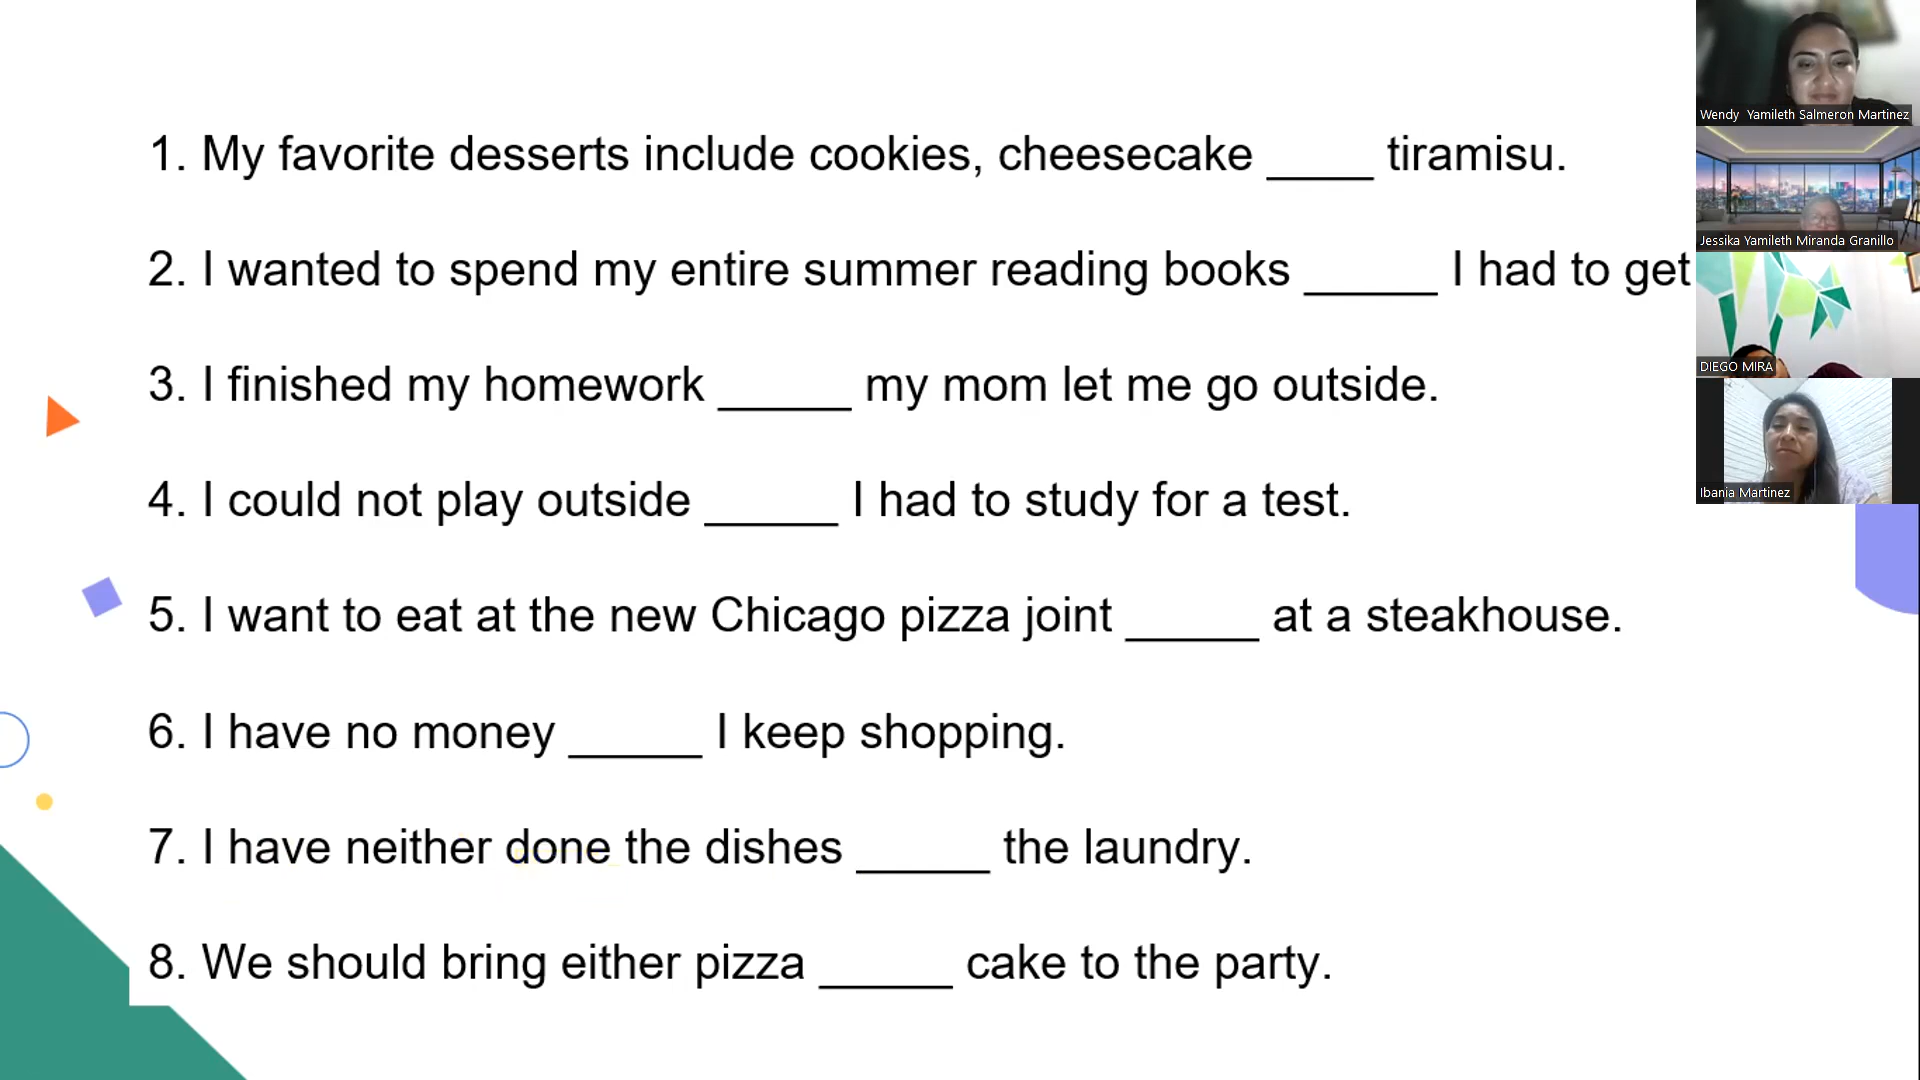 1. My favorite desserts include cookies, cheesecake ____ tiramisu.
2. I wanted to spend my entire summer reading books _____ I had to get
3. I finished my homework _____ my mom let me go outside.
4. I could not play outside _____ I had to study for a test.
5. I want to eat at the new Chicago pizza joint _____ at a steakhouse.
6. I have no money _____ I keep shopping.
7. I have neither done the dishes _____ the laundry.
8. We should bring either pizza _____ cake to the party.
Wendy Yamileth Salmeron Martinez
Jessika Yamileth Miranda Granillo
DIEGO MIRA
Ibania Martinez